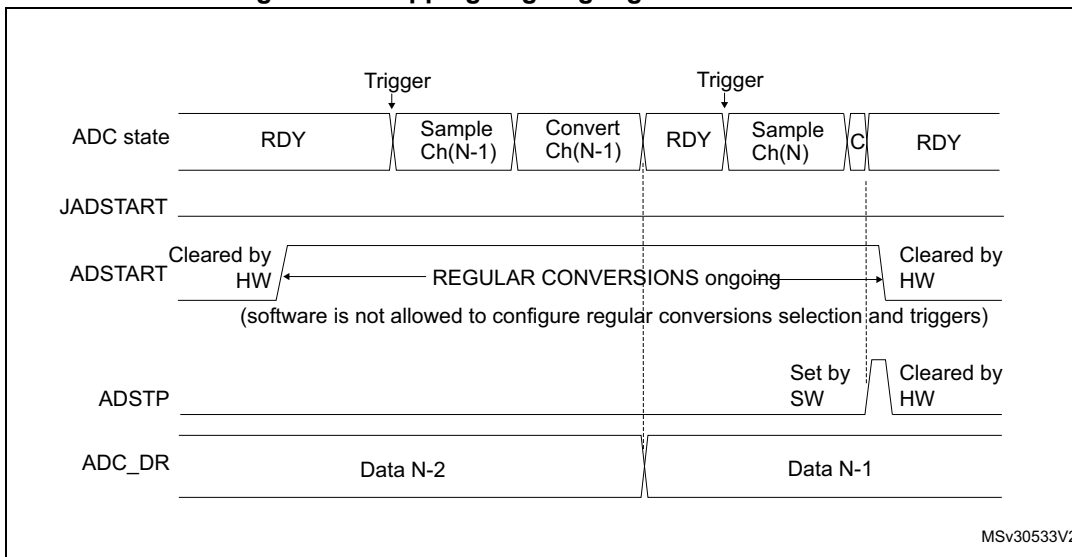 Trigger Trigger
ADC state RDY Sample Ch(N-1) Convert Ch(N-1) RDY Sample Ch(N) C RDY
JADSTART
ADSTART Cleared by HW REGULAR CONVERSIONS ongoing Cleared by HW
(software is not allowed to configure regular conversions selection and triggers)
ADSTP Set by SW Cleared by HW
ADC_DR Data N-2 Data N-1
MSv30533V2